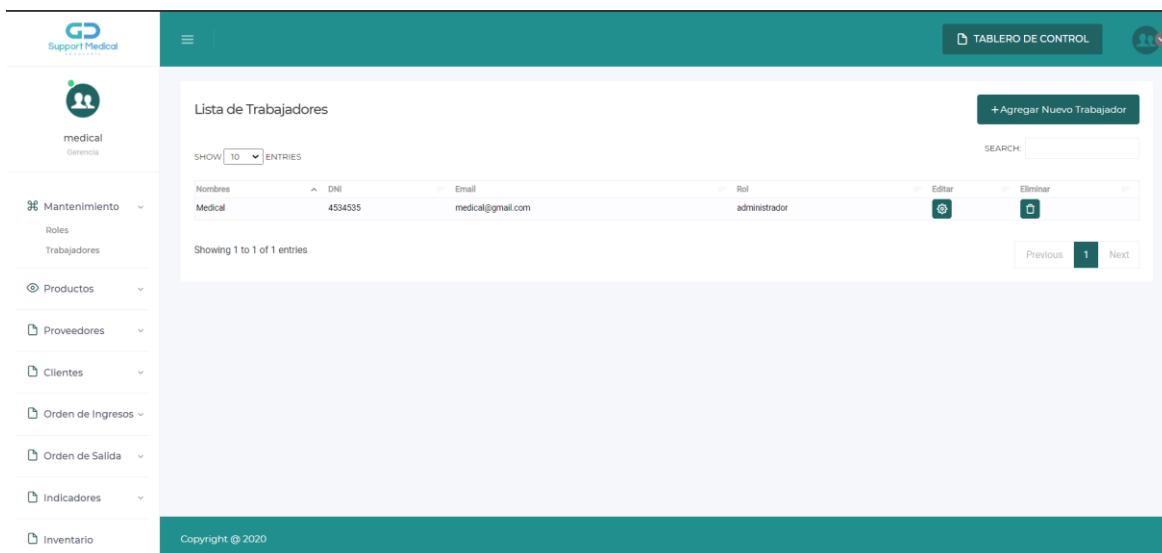 GD
Support Medical
TABLERO DE CONTROL
medical
Gerencia
Mantenimiento
Roles
Trabajadores
Productos
Proveedores
Clientes
Orden de Ingresos
Orden de Salida
Indicadores
Inventario
Lista de Trabajadores
+Agregar Nuevo Trabajador
SHOW 10 ENTRIES
SEARCH:
Nombres DNI Email Rol Editar Eliminar
Medical 4534535 medical@gmail.com administrador
Showing 1 to 1 of 1 entries
Previous 1 Next
Copyright @ 2020